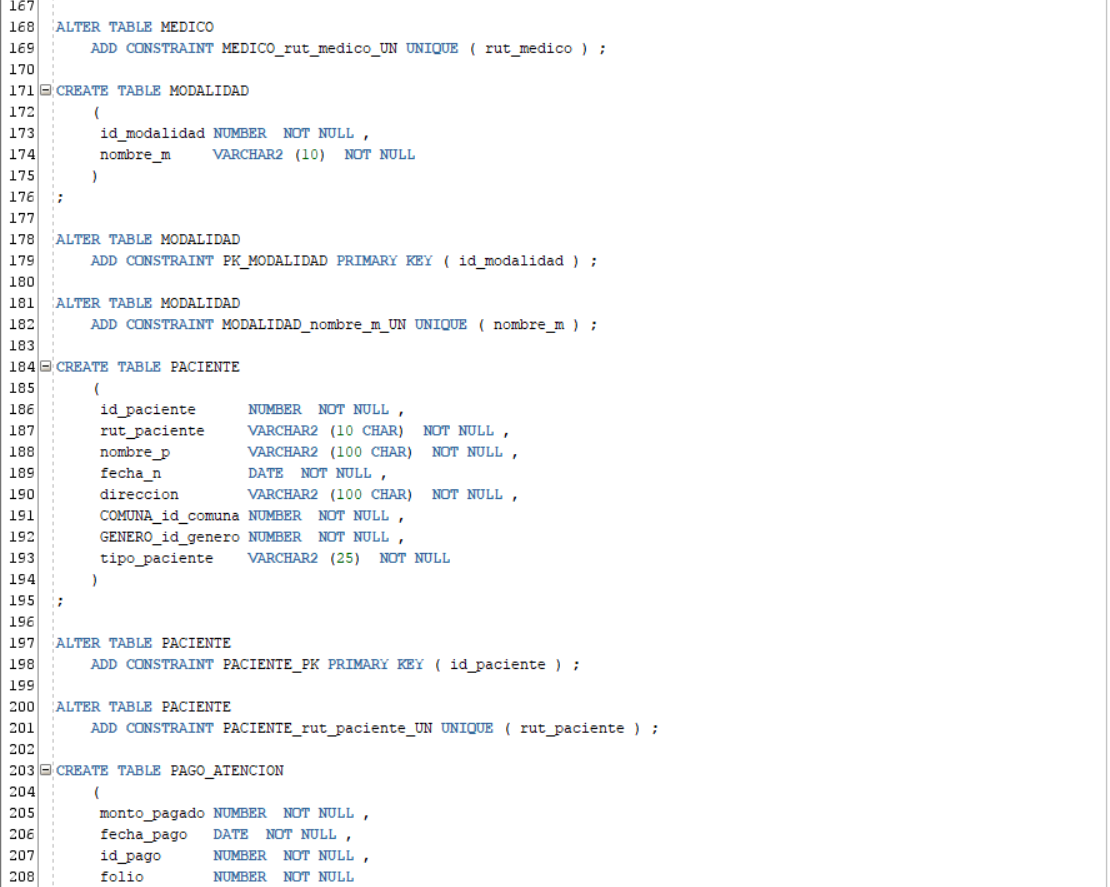 167
168 ALTER TABLE MEDICO
169 ADD CONSTRAINT MEDICO_rut_medico_UN UNIQUE ( rut_medico ) ;
170
171 CREATE TABLE MODALIDAD
172 (
173 id_modalidad NUMBER NOT NULL ,
174 nombre_m VARCHAR2 (10) NOT NULL
175 )
176 ;
177
178 ALTER TABLE MODALIDAD
179 ADD CONSTRAINT PK_MODALIDAD PRIMARY KEY ( id_modalidad ) ;
180
181 ALTER TABLE MODALIDAD
182 ADD CONSTRAINT MODALIDAD_nombre_m_UN UNIQUE ( nombre_m ) ;
183
184 CREATE TABLE PACIENTE
185 (
186 id_paciente NUMBER NOT NULL ,
187 rut_paciente VARCHAR2 (10 CHAR) NOT NULL ,
188 nombre_p VARCHAR2 (100 CHAR) NOT NULL ,
189 fecha_n DATE NOT NULL ,
190 direccion VARCHAR2 (100 CHAR) NOT NULL ,
191 COMUNA_id_comuna NUMBER NOT NULL ,
192 GENERO_id_genero NUMBER NOT NULL ,
193 tipo_paciente VARCHAR2 (25) NOT NULL
194 )
195 ;
196
197 ALTER TABLE PACIENTE
198 ADD CONSTRAINT PACIENTE_PK PRIMARY KEY ( id_paciente ) ;
199
200 ALTER TABLE PACIENTE
201 ADD CONSTRAINT PACIENTE_rut_paciente_UN UNIQUE ( rut_paciente ) ;
202
203 CREATE TABLE PAGO_ATENCION
204 (
205 monto_pagado NUMBER NOT NULL ,
206 fecha_pago DATE NOT NULL ,
207 id_pago NUMBER NOT NULL ,
208 folio NUMBER NOT NULL